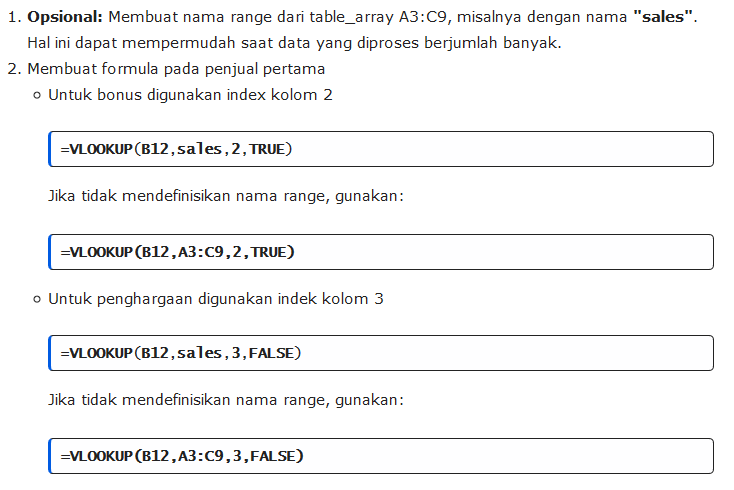 1. Opsional: Membuat nama range dari table_array A3:C9, misalnya dengan nama "sales".
Hal ini dapat mempermudah saat data yang diproses berjumlah banyak.
2. Membuat formula pada penjual pertama
Untuk bonus digunakan index kolom 2
=VLOOKUP(B12,sales,2,TRUE)
Jika tidak mendefinisikan nama range, gunakan:
=VLOOKUP(B12,A3:C9,2,TRUE)
Untuk penghargaan digunakan indek kolom 3
=VLOOKUP(B12,sales,3,FALSE)
Jika tidak mendefinisikan nama range, gunakan:
=VLOOKUP(B12,A3:C9,3,FALSE)